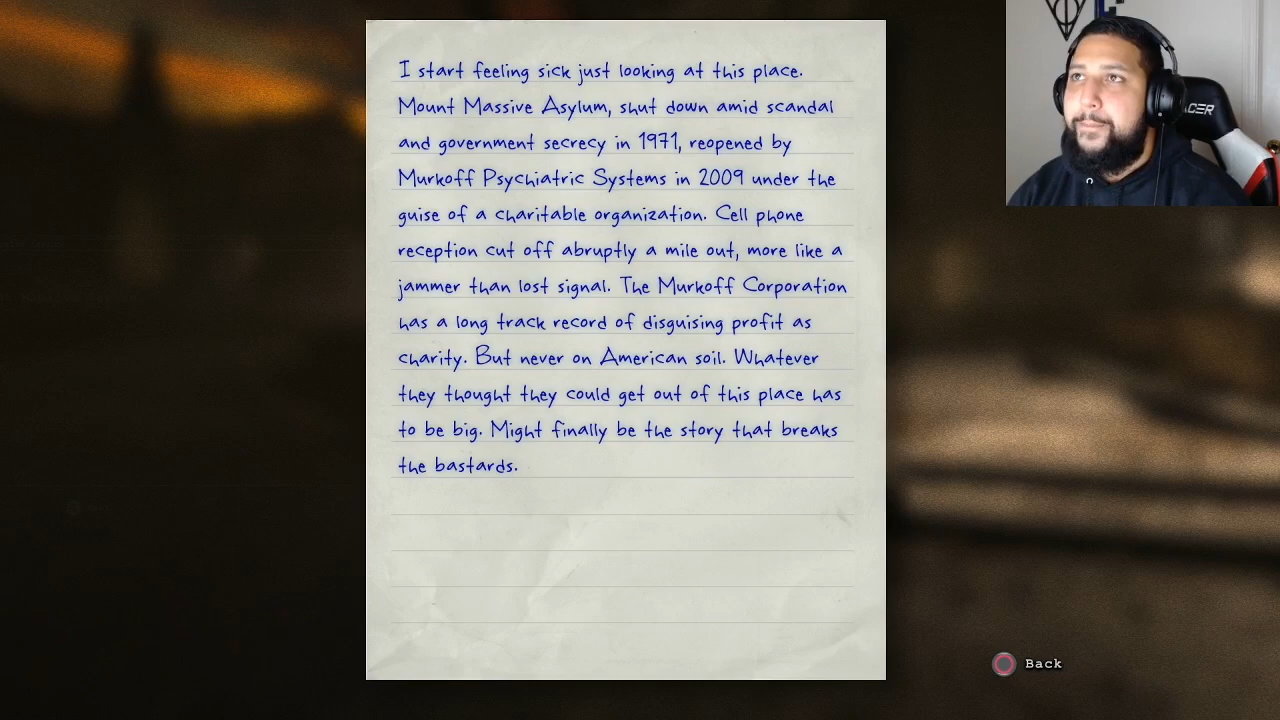 I start feeling sick just looking at this place.
Mount Massive Asylum, shut down amid scandal
and government secrecy in 1971, reopened by
Murkoff Psychiatric Systems in 2009 under the
guise of a charitable organization. Cell phone
reception cut off abruptly a mile out, more like a
jammer than lost signal. The Murkoff Corporation
has a long track record of disguising profit as
charity. But never on American soil. Whatever
they thought they could get out of this place has
to be big. Might finally be the story that breaks
the bastards.
Back